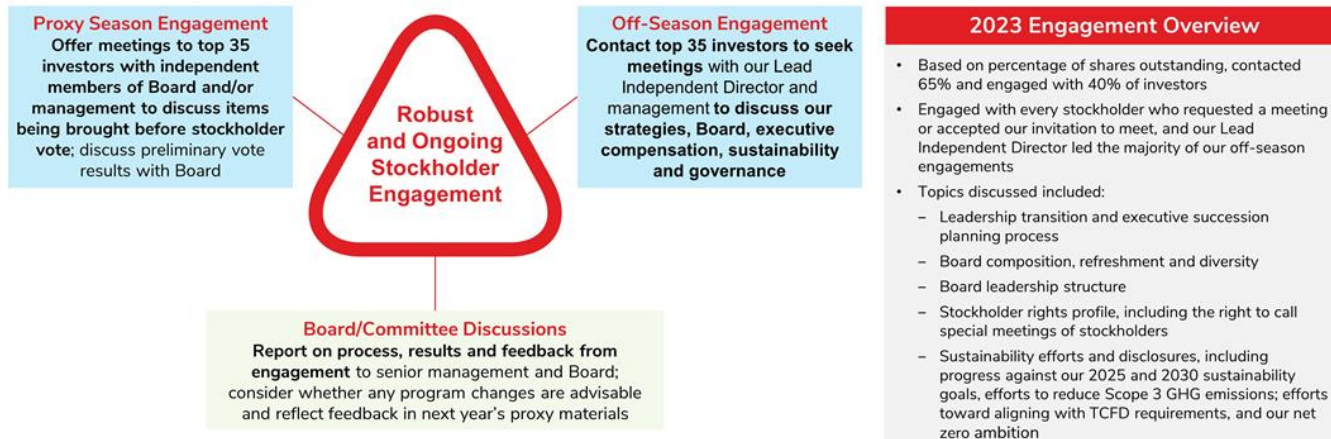 Proxy Season Engagement
Offer meetings to top 35
investors with independent
members of Board and/or
management to discuss items
being brought before stockholder
vote; discuss preliminary vote
results with Board
Robust
and Ongoing
Stockholder
Engagement
Off-Season Engagement
Contact top 35 investors to seek
meetings with our Lead
Independent Director and
management to discuss our
strategies, Board, executive
compensation, sustainability
and governance
Board/Committee Discussions
Report on process, results and feedback from
engagement to senior management and Board;
consider whether any program changes are advisable
and reflect feedback in next year's proxy materials
2023 Engagement Overview
• Based on percentage of shares outstanding, contacted
65% and engaged with 40% of investors
• Engaged with every stockholder who requested a meeting
or accepted our invitation to meet, and our Lead
Independent Director led the majority of our off-season
engagements
• Topics discussed included:
– Leadership transition and executive succession
planning process
– Board composition, refreshment and diversity
– Board leadership structure
– Stockholder rights profile, including the right to call
special meetings of stockholders
– Sustainability efforts and disclosures, including
progress against our 2025 and 2030 sustainability
goals, efforts to reduce Scope 3 GHG emissions; efforts
toward aligning with TCFD requirements, and our net
zero ambition